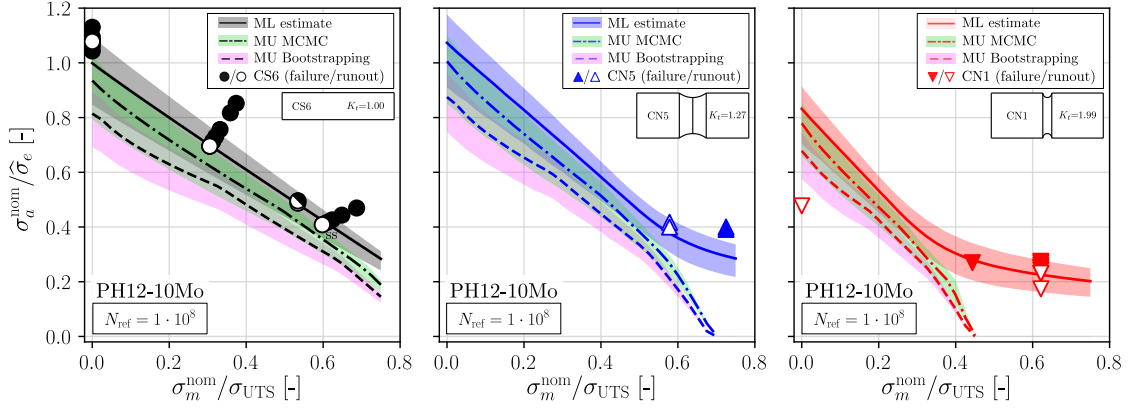 σ_a^nom/σ̂_e [-]
1.2
1.0
0.8
0.6
0.4
0.2
0.0
ML estimate
MU MCMC
MU Bootstrapping
CS6 (failure/runout)
CS6 K_f=1.00
ss
PH12-10Mo
N_ref = 1 · 10^8
0.0 0.2 0.4 0.6 0.8
σ_m^nom/σ_UTS [-]
ML estimate
MU MCMC
MU Bootstrapping
CN5 (failure/runout)
CN5 K_f=1.27
PH12-10Mo
N_ref = 1 · 10^8
0.0 0.2 0.4 0.6 0.8
σ_m^nom/σ_UTS [-]
ML estimate
MU MCMC
MU Bootstrapping
CN1 (failure/runout)
CN1 K_f=1.99
PH12-10Mo
N_ref = 1 · 10^8
0.0 0.2 0.4 0.6 0.8
σ_m^nom/σ_UTS [-]